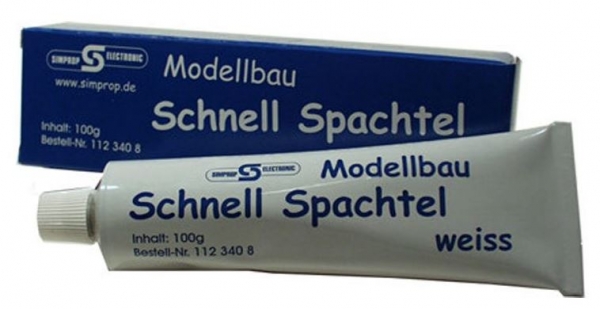 SIMPROP S ELECTRONIC
www.simprop.de
Modellbau
Schnell Spachtel
Inhalt: 100g
Bestell-Nr. 112 340 8
SIMPROP S ELECTRONIC
Modellbau
Schnell Spachtel
weiss
Inhalt: 100g
Bestell-Nr. 112 340 8